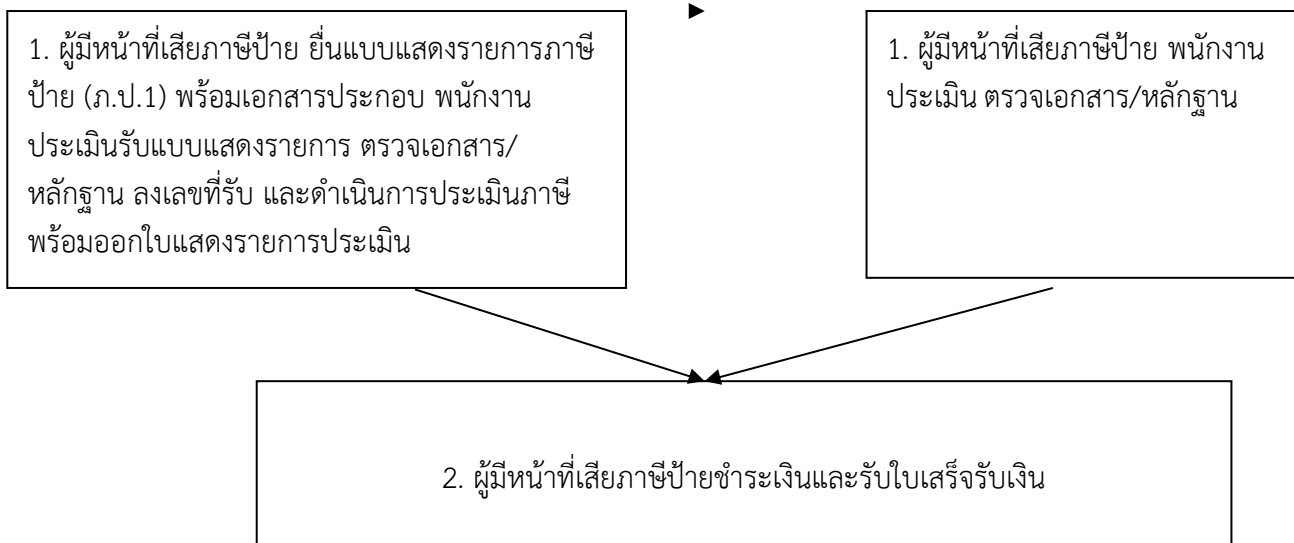 1. ผู้มีหน้าที่เสียภาษีป้าย ยื่นแบบแสดงรายการภาษี
ป้าย (ภ.ป.1) พร้อมเอกสารประกอบ พนักงาน
ประเมินรับแบบแสดงรายการ ตรวจเอกสาร/
หลักฐาน ลงเลขที่รับ และดำเนินการประเมินภาษี
พร้อมออกใบแสดงรายการประเมิน
1. ผู้มีหน้าที่เสียภาษีป้าย พนักงาน
ประเมิน ตรวจเอกสาร/หลักฐาน
2. ผู้มีหน้าที่เสียภาษีป้ายชำระเงินและรับใบเสร็จรับเงิน